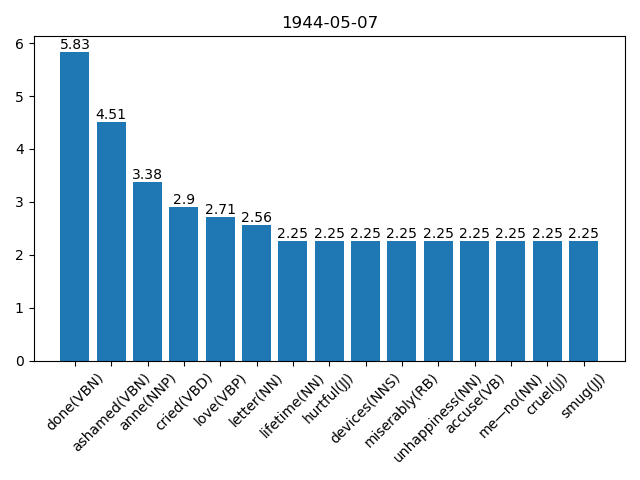 1944-05-07
6
5
4
3
2
1
0
5.83
4.51
3.38
2.9
2.71
2.56
2.25
2.25
2.25
2.25
2.25
2.25
2.25
2.25
2.25
done(VBN)
ashamed(VBN)
anne(NNP)
cried(VBD)
love(VBP)
letter(NN)
lifetime(NN)
hurtful(JJ)
devices(NNS)
miserably(RB)
unhappiness(NN)
accuse(VB)
me—no(NN)
cruel(JJ)
smug(JJ)